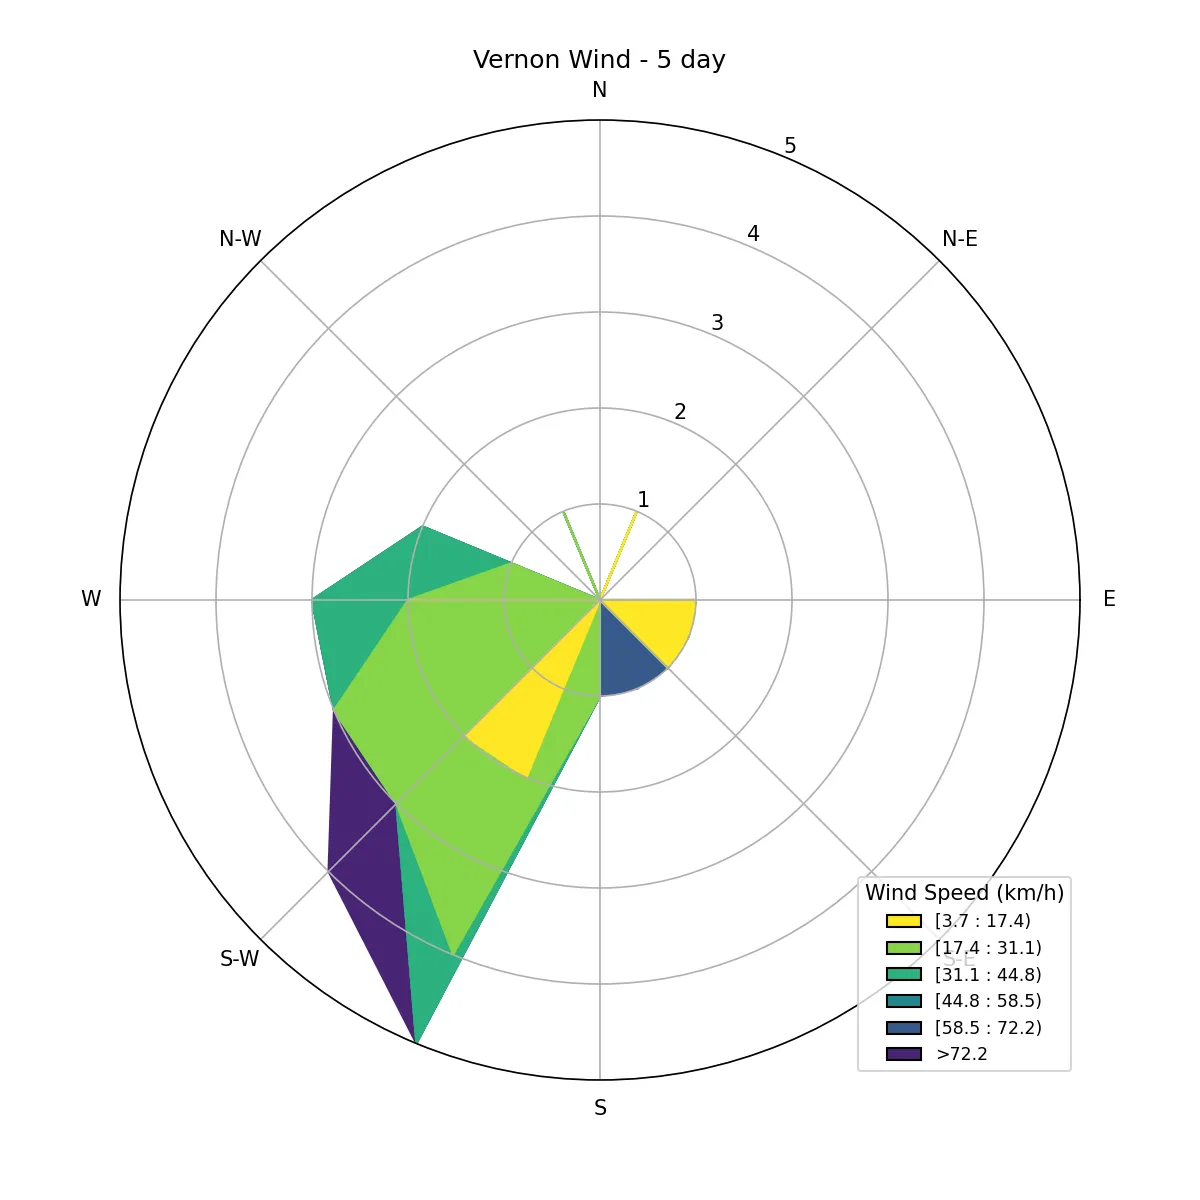 Vernon Wind - 5 day
N
5
N-W
4
N-E
3
2
1
W
E
Wind Speed (km/h)
[3.7 : 17.4)
[17.4 : 31.1)
S-W
S-E
[31.1 : 44.8)
[44.8 : 58.5)
[58.5 : 72.2)
>72.2
S